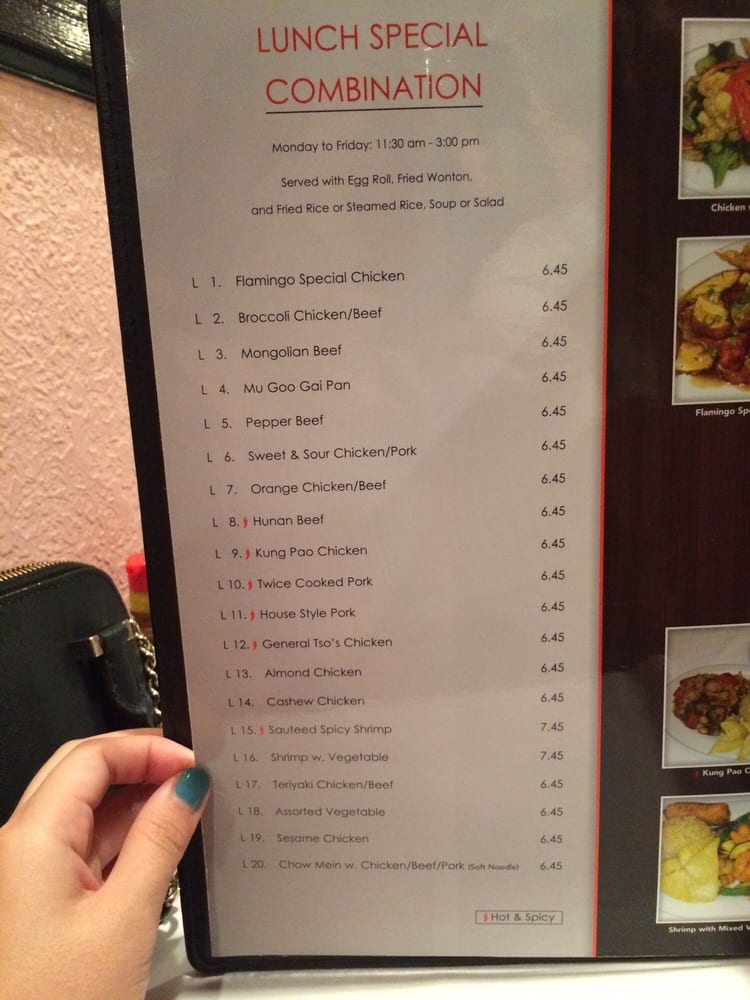 LUNCH SPECIAL
COMBINATION
Monday to Friday: 11:30 am - 3:00 pm
Served with Egg Roll, Fried Wonton,
and Fried Rice or Steamed Rice, Soup or Salad
L 1. Flamingo Special Chicken 6.45
L 2. Broccoli Chicken/Beef 6.45
L 3. Mongolian Beef 6.45
L 4. Mu Goo Gai Pan 6.45
L 5. Pepper Beef 6.45
L 6. Sweet & Sour Chicken/Pork 6.45
L 7. Orange Chicken/Beef 6.45
L 8. Hunan Beef 6.45
L 9. Kung Pao Chicken 6.45
L 10. Twice Cooked Pork 6.45
L 11. House Style Pork 6.45
L 12. General Tso's Chicken 6.45
L 13. Almond Chicken 6.45
L 14. Cashew Chicken 6.45
L 15. Sauteed Spicy Shrimp 7.45
L 16. Shrimp w. Vegetable 7.45
L 17. Teriyaki Chicken/Beef 6.45
L 18. Assorted Vegetable 6.45
L 19. Sesame Chicken 6.45
L 20. Chow Mein w. Chicken/Beef/Pork (Soft Noodle) 6.45
Hot & Spicy
Chicken
Flamingo
Kung Pao
Shrimp with Mixed